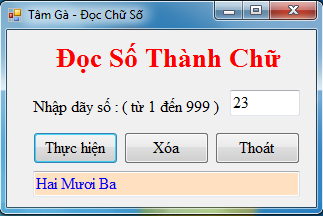 Tâm Gà - Đọc Chữ Số
Đọc Số Thành Chữ
Nhập dãy số : ( từ 1 đến 999 ) 23
Thực hiện Xóa Thoát
Hai Mươi Ba